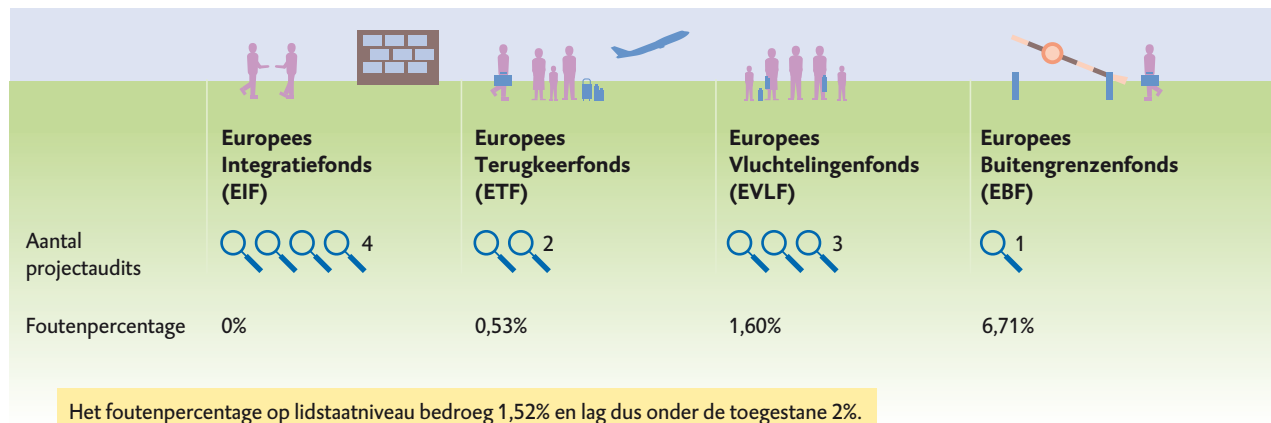 Europees
Integratiefonds
(EIF)
Europees
Terugkeerfonds
(ETF)
Europees
Vluchtelingenfonds
(EVLF)
Europees
Buitengrenzenfonds
(EBF)
Aantal
projectaudits
4
2
3
1
Foutenpercentage 0% 0,53% 1,60% 6,71%
Het foutenpercentage op lidstaatniveau bedroeg 1,52% en lag dus onder de toegestane 2%.